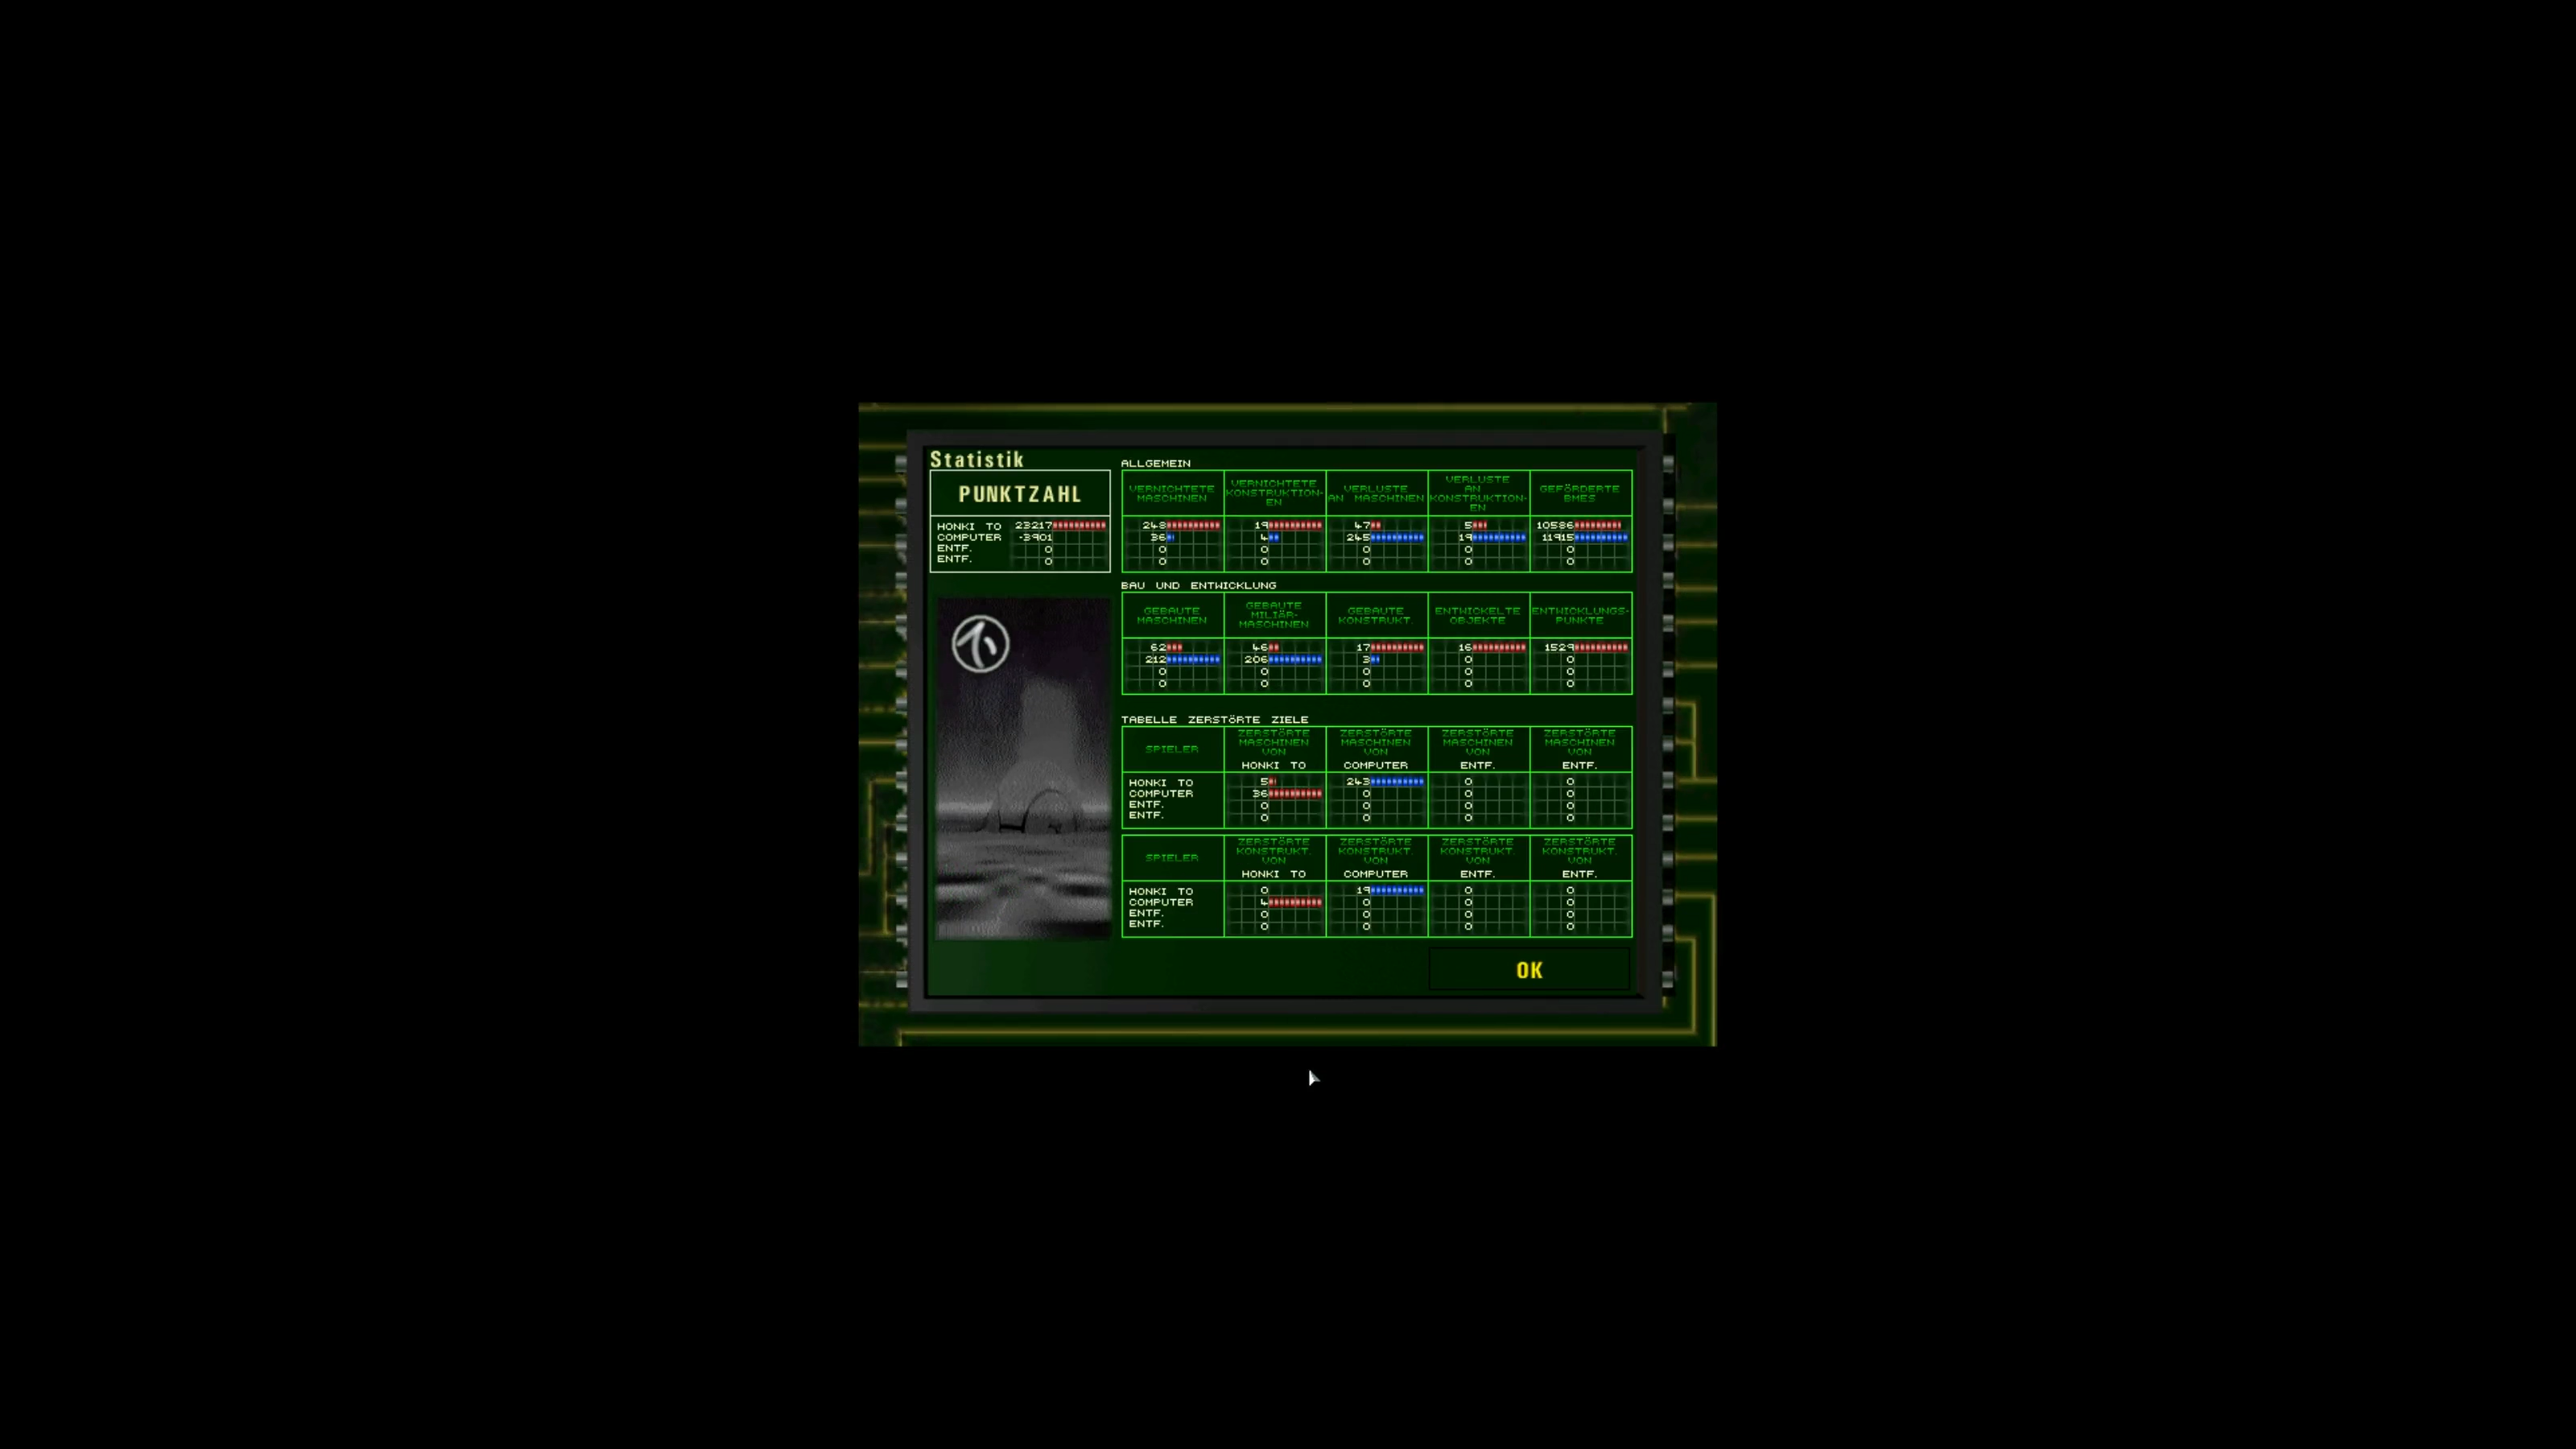 Statistik
PUNKTZAHL
HONKI TO 23217
COMPUTER -3901
ENTF. 0
ENTF. 0
ALLGEMEIN
VERNICHTETE MASCHINEN
VERNICHTETE KONSTRUKTION-EN
VERLUSTE AN MASCHINEN
VERLUSTE AN KONSTRUKTION-EN
GEFÖRDERTE BMES
248 19 47 5 10586
36 4 245 19 11915
0 0 0 0 0
0 0 0 0 0
BAU UND ENTWICKLUNG
GEBAUTE MASCHINEN
GEBAUTE MILIÄR-MASCHINEN
GEBAUTE KONSTRUKT.
ENTWICKELTE OBJEKTE
ENTWICKLUNGS-PUNKTE
62 46 17 16 1529
212 206 3 0 0
0 0 0 0 0
0 0 0 0 0
TABELLE ZERSTÖRTE ZIELE
SPIELER
ZERSTÖRTE MASCHINEN VON HONKI TO
ZERSTÖRTE MASCHINEN VON COMPUTER
ZERSTÖRTE MASCHINEN VON ENTF.
ZERSTÖRTE MASCHINEN VON ENTF.
HONKI TO 5 243 0 0
COMPUTER 36 0 0 0
ENTF. 0 0 0 0
ENTF. 0 0 0 0
SPIELER
ZERSTÖRTE KONSTRUKT. VON HONKI TO
ZERSTÖRTE KONSTRUKT. VON COMPUTER
ZERSTÖRTE KONSTRUKT. VON ENTF.
ZERSTÖRTE KONSTRUKT. VON ENTF.
HONKI TO 0 19 0 0
COMPUTER 4 0 0 0
ENTF. 0 0 0 0
ENTF. 0 0 0 0
OK